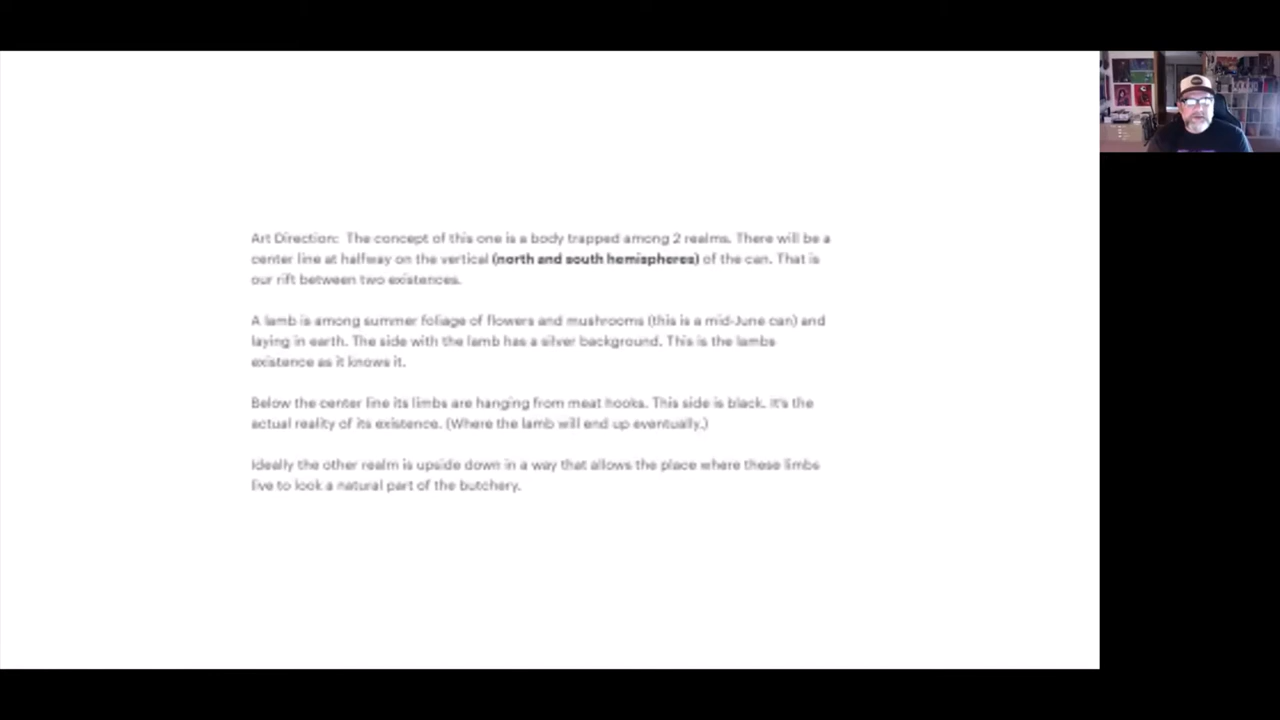 Art Direction:  The concept of this one is a body trapped among 2 realms. There will be a
center line at halfway on the vertical (north and south hemispheres) of the can. That is
our rift between two existences.
A lamb is among summer foliage of flowers and mushrooms (this is a mid-June can) and
laying in earth. The side with the lamb has a silver background. This is the lambs
existence as it knows it.
Below the center line its limbs are hanging from meat hooks. This side is black. It's the
actual reality of its existence. (Where the lamb will end up eventually.)
Ideally the other realm is upside down in a way that allows the place where these limbs
live to look a natural part of the butchery.